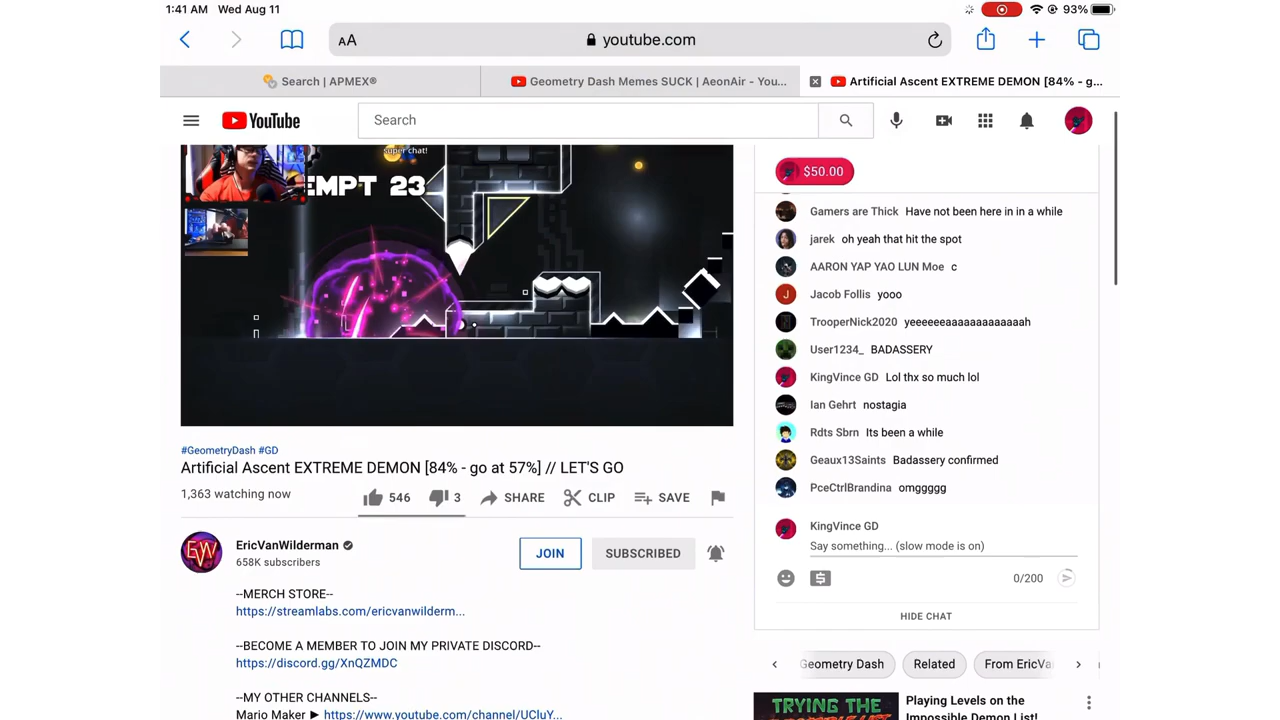 1:41 AM Wed Aug 11
93%
AA
youtube.com
Search | APMEX®
Geometry Dash Memes SUCK | AeonAir - You...
Artificial Ascent EXTREME DEMON [84% - g...
YouTube
Search
super chat!
EMPT 23
$50.00
Gamers are Thick Have not been here in in a while
jarek oh yeah that hit the spot
AARON YAP YAO LUN Moe c
J
Jacob Follis yooo
TrooperNick2020 yeeeeeeaaaaaaaaaaaaah
User1234_ BADASSERY
KingVince GD Lol thx so much lol
Ian Gehrt nostagia
Rdts Sbrn Its been a while
Geaux13Saints Badassery confirmed
PceCtrlBrandina omggggg
KingVince GD
Say something... (slow mode is on)
0/200
HIDE CHAT
#GeometryDash #GD
Artificial Ascent EXTREME DEMON [84% - go at 57%] // LET'S GO
1,363 watching now
546 3 SHARE CLIP SAVE
EricVanWilderman
658K subscribers
JOIN
SUBSCRIBED
--MERCH STORE--
https://streamlabs.com/ericvanwilderm...
--BECOME A MEMBER TO JOIN MY PRIVATE DISCORD--
https://discord.gg/XnQZMDC
--MY OTHER CHANNELS--
Mario Maker ► https://www.youtube.com/channel/UCluY...
Geometry Dash
Related
From EricVa
TRYING THE
Playing Levels on the
Impossible Demon List!